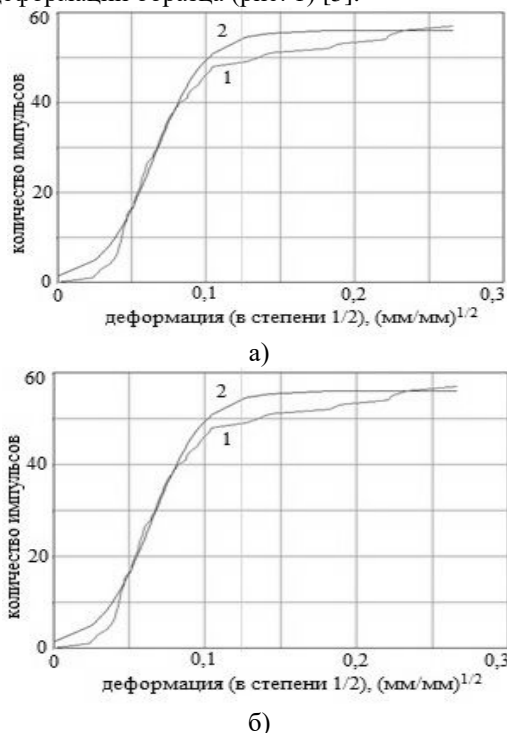 деформации образца (рис. 1) [5].
60
2
1
40
20
0
количество импульсов
0
0,1
0,2
0,3
деформация (в степени 1/2), (мм/мм)1/2
а)
60
2
1
40
20
0
количество импульсов
0
0,1
0,2
0,3
деформация (в степени 1/2), (мм/мм)1/2
б)